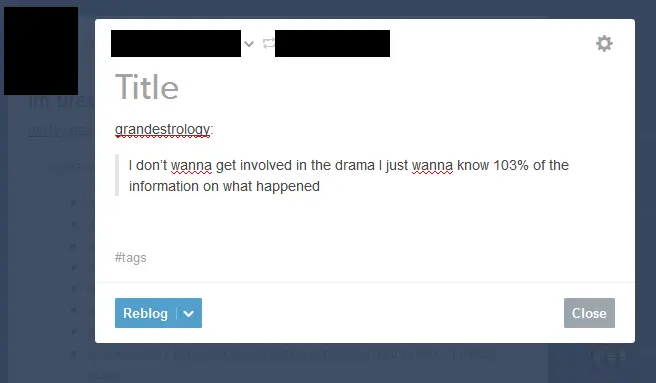 Title
grandestrology:
I don't wanna get involved in the drama I just wanna know 103% of the
information on what happened
#tags
Reblog
Close